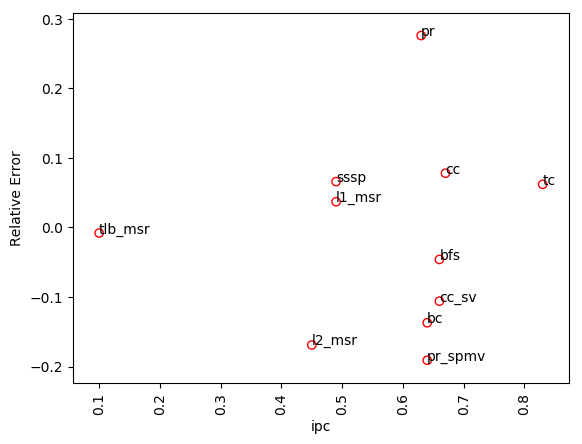 0.3
pr
0.2
0.1
cc
sssp
tc
l1_msr
0.0
tlb_msr
bfs
−0.1
cc_sv
bc
l2_msr
pr_spmv
−0.2
Relative Error
0.1
0.2
0.3
0.4
0.5
0.6
0.7
0.8
ipc